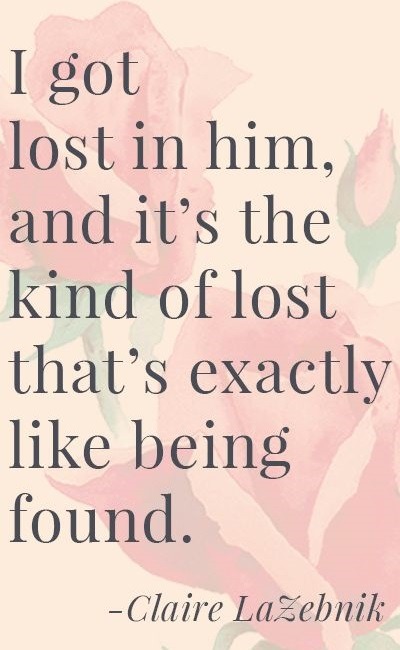 I got
lost in him,
and it’s the
kind of lost
that’s exactly
like being
found.
-Claire LaZebnik